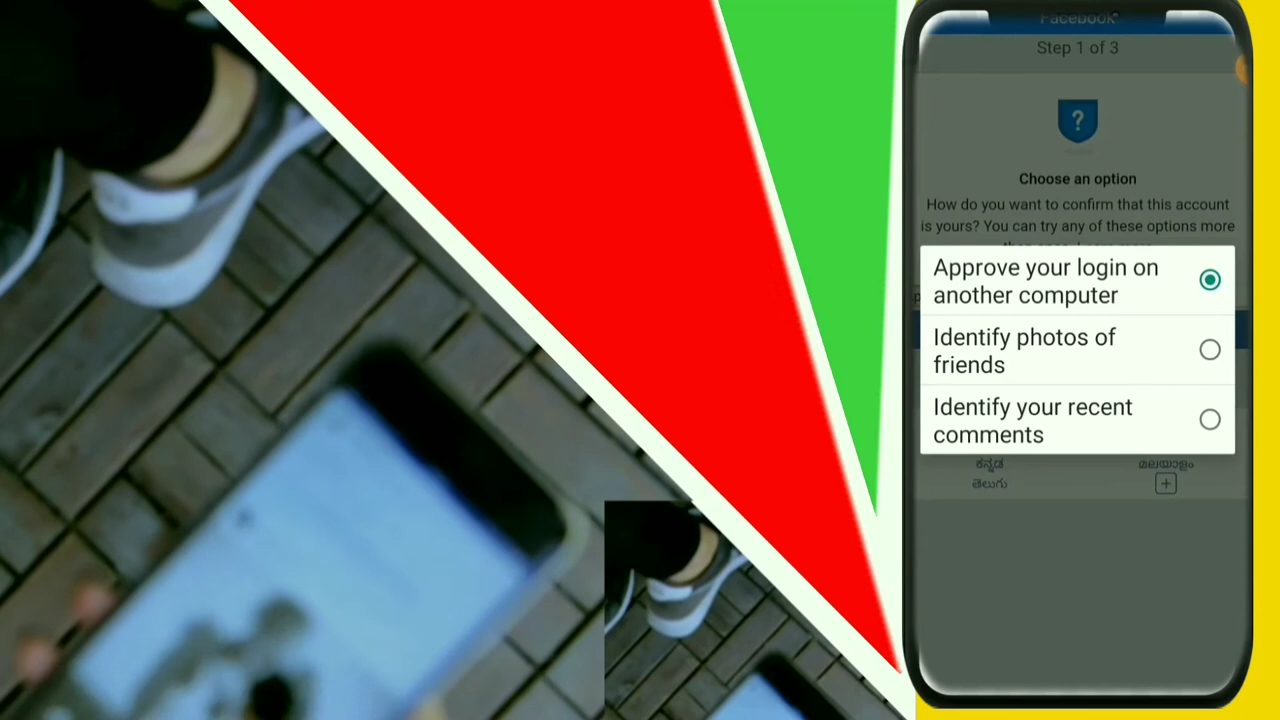 Facebook
Step 1 of 3
?
Choose an option
How do you want to confirm that this account
is yours? You can try any of these options more
Approve your login on
another computer
Identify photos of
friends
Identify your recent
comments
ಕನ್ನಡ
മലയാളം
తెలుగు